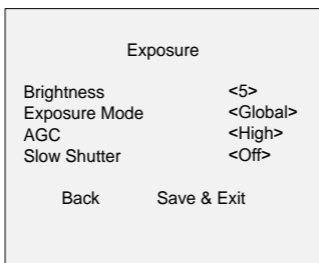 Exposure
Brightness <5>
Exposure Mode <Global>
AGC <High>
Slow Shutter <Off>
Back Save & Exit